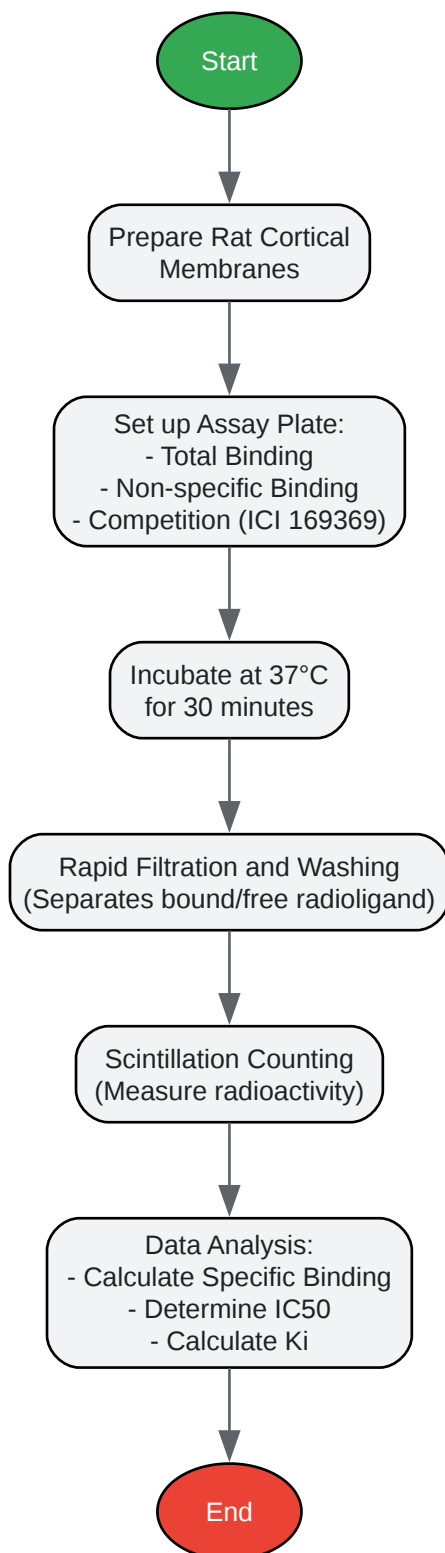 Start
Prepare Rat Cortical
Membranes
Set up Assay Plate:
- Total Binding
- Non-specific Binding
- Competition (ICI 169369)
Incubate at 37°C
for 30 minutes
Rapid Filtration and Washing
(Separates bound/free radioligand)
Scintillation Counting
(Measure radioactivity)
Data Analysis:
- Calculate Specific Binding
- Determine IC50
- Calculate Ki
End